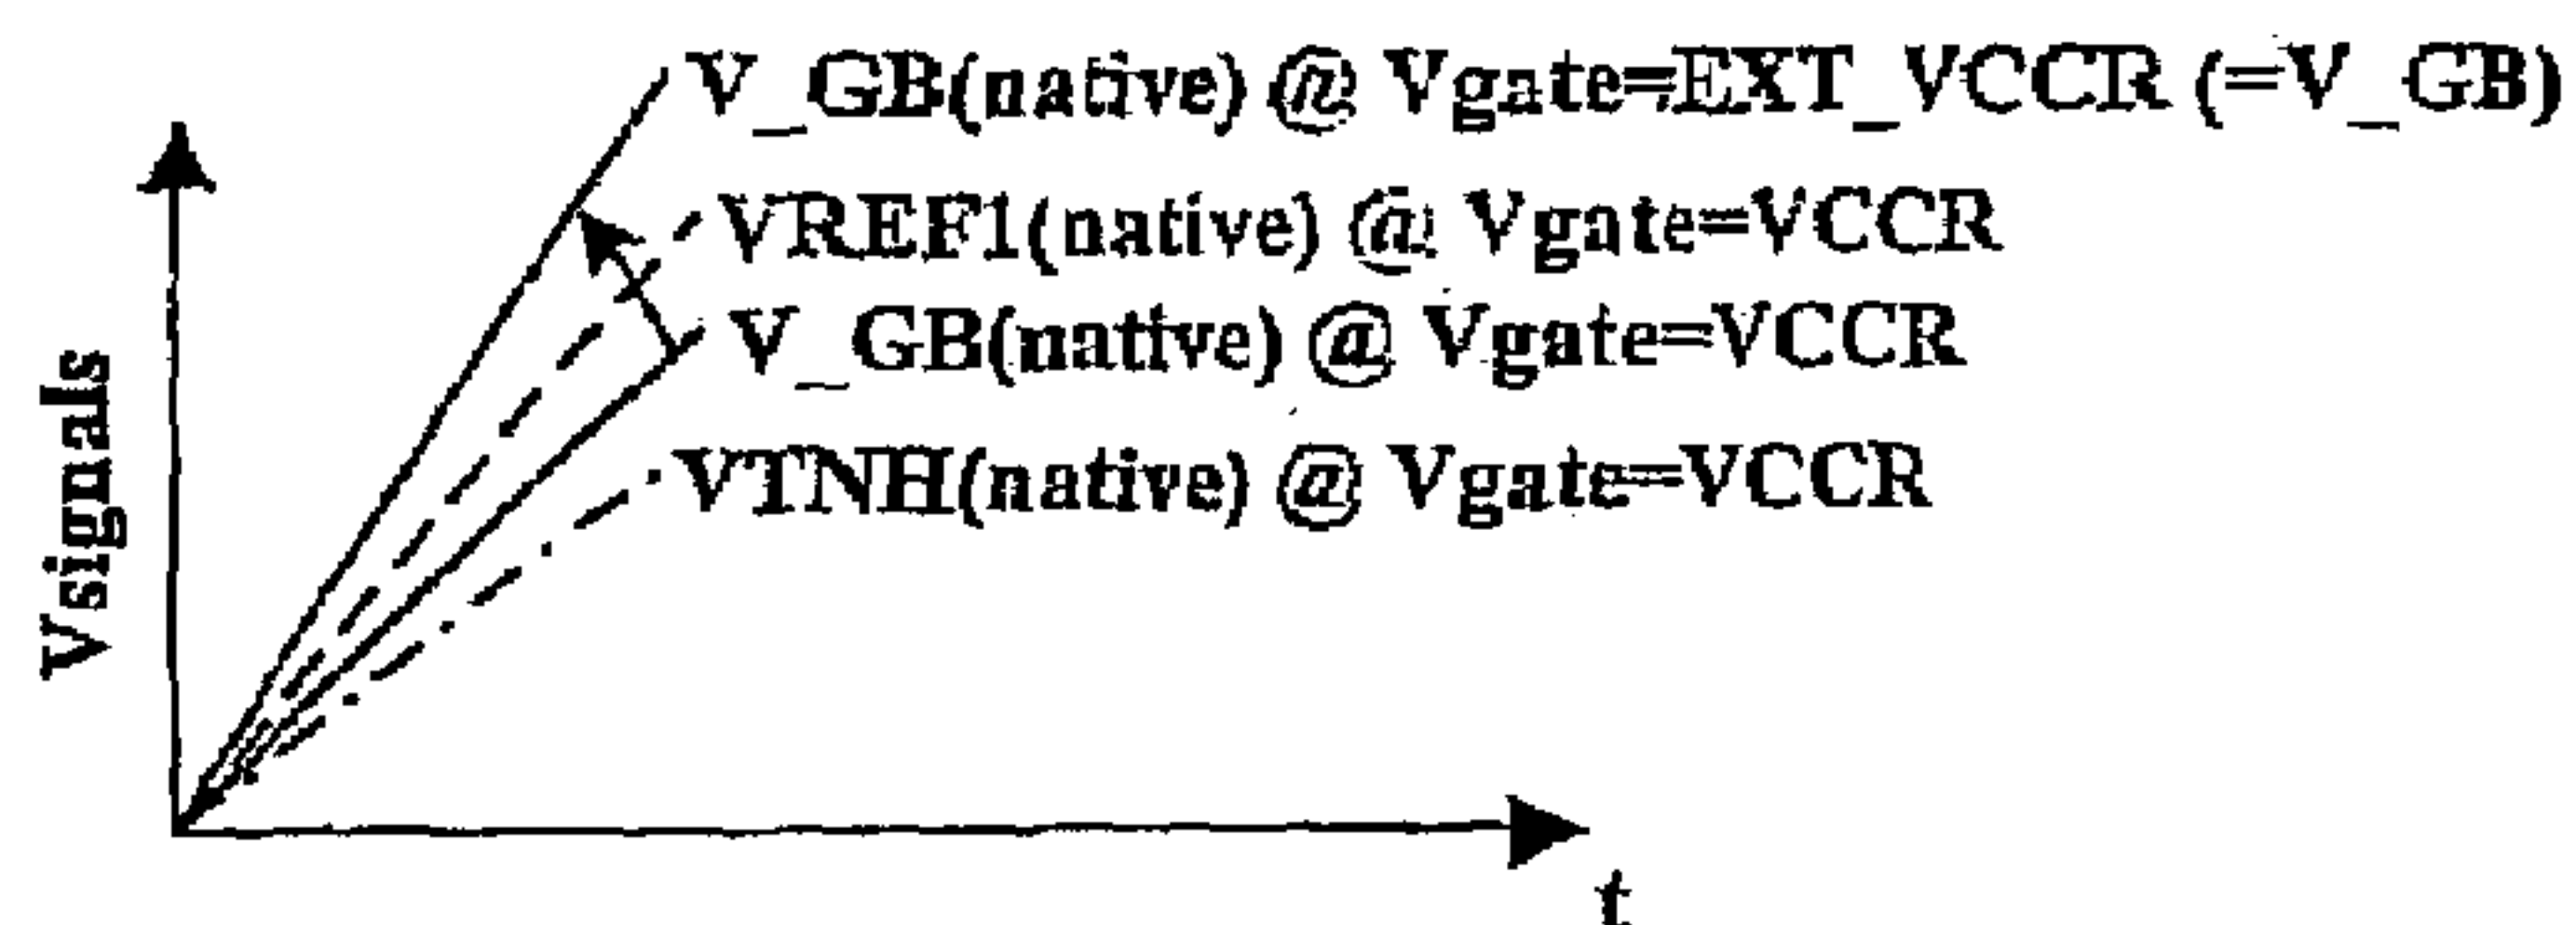 V_GB(native) @ Vgate=EXT_VCCR (=V_GB)
VREF1(native) @ Vgate=VCCR
V_GB(native) @ Vgate=VCCR
VTNH(native) @ Vgate=VCCR
Vsignals
t